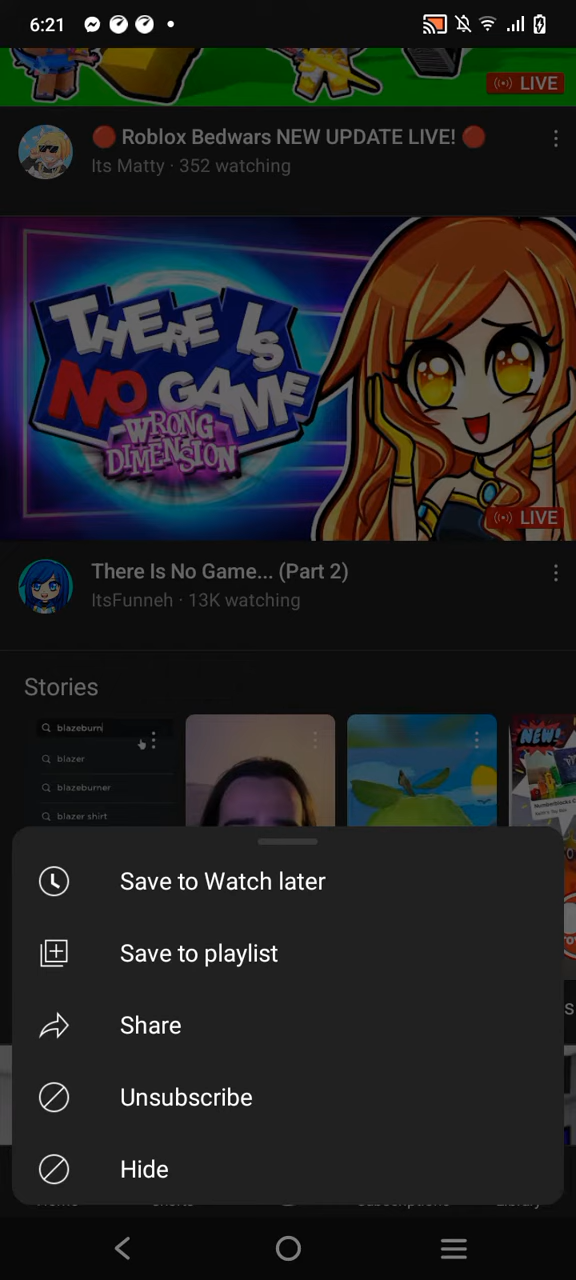 6:21
LIVE
🔴 Roblox Bedwars NEW UPDATE LIVE! 🔴
Its Matty · 352 watching
THERE IS
NO GAME
WRONG
DIMENSION
LIVE
There Is No Game... (Part 2)
ItsFunneh · 13K watching
Stories
blazeburn
blazer
blazeburner
blazer shirt
NEW!
Save to Watch later
Save to playlist
Share
Unsubscribe
Hide